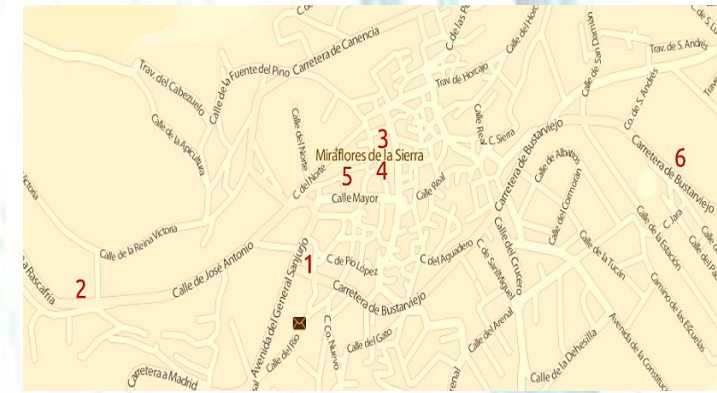 Carretera de Canencia
Calle del Hor
Trav. de S. Andrés
Trav. del Cabezuelo
Calle de la Fuente del Pino
Trav. de Horcajo
Co. de S. Andrés
Calle de la Apicultura
Calle del Norte
3
Calle Real
C. Sierra
Carretera de Bustarviejo
6
Miraflores de la Sierra
4
5
C. del Norte
Calle Mayor
Calle Real
Calle de Albatros
Calle del Cormorán
Carretera de Bustarviejo
C. Jara
Calle de la Reina Victoria
Calle de José Antonio
Avenida del General Sanjurjo
1
C. de Pío López
C. del Aguadero
C. de San Miguel
Calle del Crucero
Calle de la Tucán
Calle de la Estación
Camino de las Escuelas
2
a Rascafría
Carretera de Bustarviejo
Calle del Río
C. Co. Nuevo
Calle del Gato
Calle del Arenal
Calle de la Dehesilla
Avenida de la Constituc
Carretera a Madrid